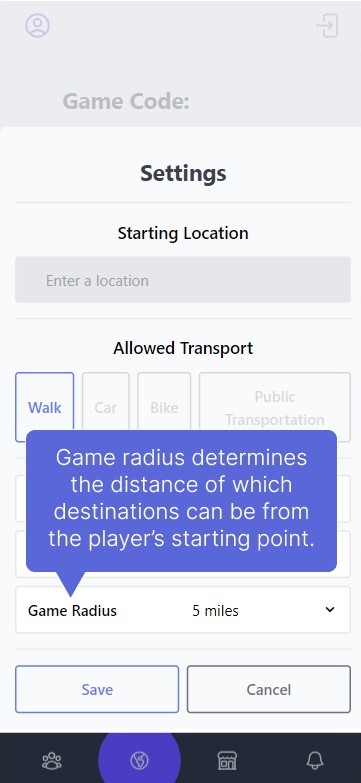 Game Code:
Settings
Starting Location
Enter a location
Allowed Transport
Walk
Car
Bike
Public
Transportation
Game radius determines
the distance of which
destinations can be from
the player’s starting point.
Game Radius
5 miles
Save
Cancel